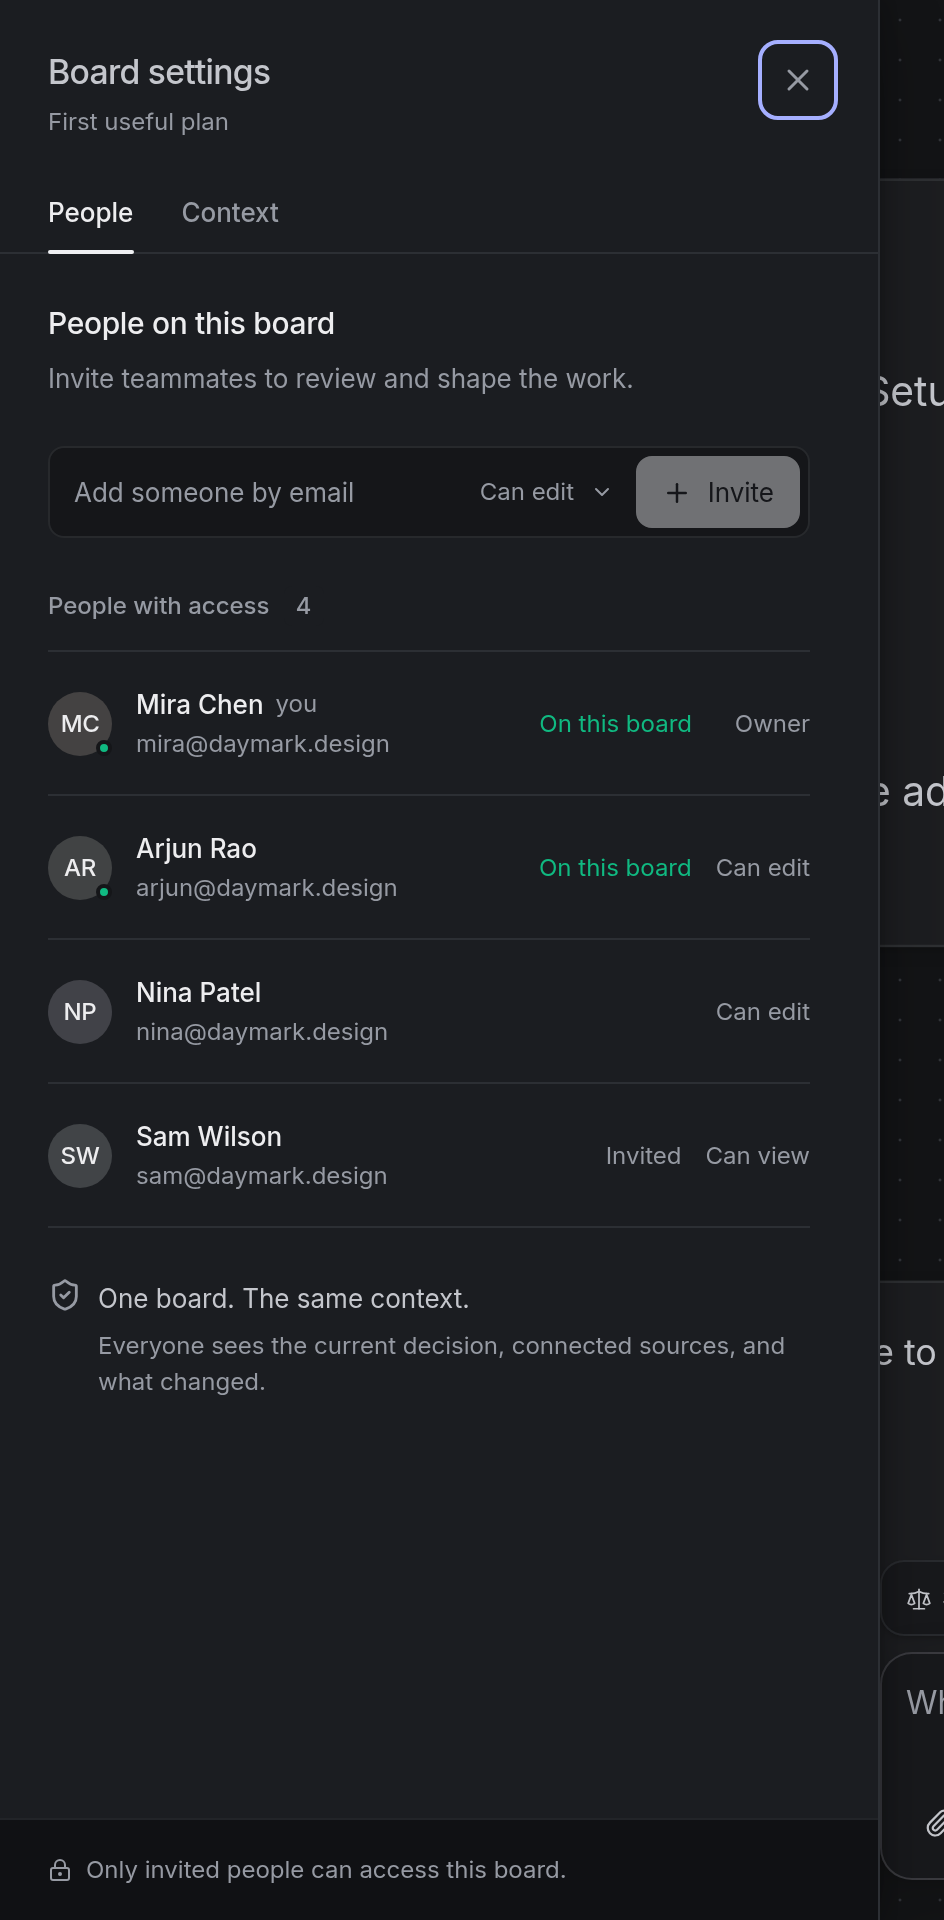 Board settings
First useful plan
People Context
People on this board
Invite teammates to review and shape the work.
Add someone by email Can edit Invite
People with access 4
MC Mira Chen you
mira@daymark.design
On this board Owner
AR Arjun Rao
arjun@daymark.design
On this board Can edit
NP Nina Patel
nina@daymark.design
Can edit
SW Sam Wilson
sam@daymark.design
Invited Can view
One board. The same context.
Everyone sees the current decision, connected sources, and
what changed.
Only invited people can access this board.
e to